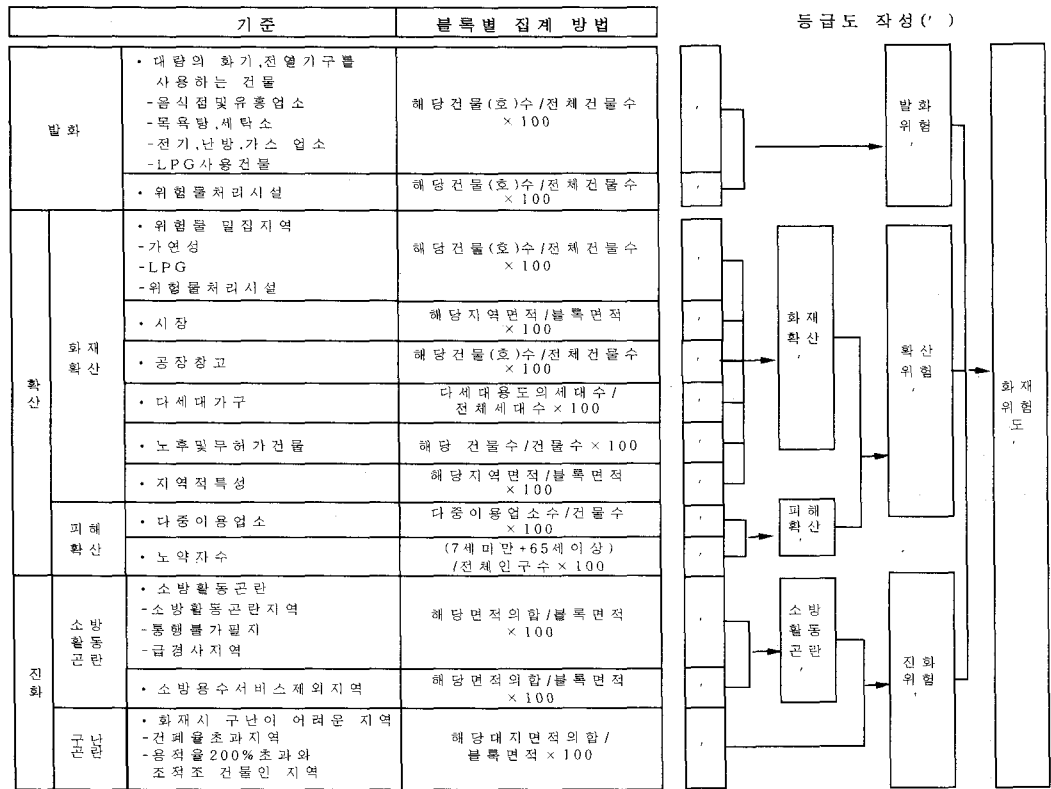 기준
블록별 집계 방법
등급도 작성(′ )
발화
• 대량의 화기,전열기구를
사용하는 건물
-음식점및유흥업소
-목욕탕,세탁소
-전기,난방,가스 업소
-LPG사용건물
해당건물(호)수/전체건물수
× 100
• 위험물처리시설
해당건물(호)수/전체건물수
× 100
확산
화재
확산
• 위험물 밀집지역
-가연성
-LPG
-위험물처리시설
해당건물(호)수/전체건물수
× 100
• 시장
해당지역면적/블록면적
× 100
• 공장창고
해당건물(호)수/전체건물수
× 100
• 다세대가구
다세대용도의세대수/
전체세대수× 100
• 노후및무허가건물
해당 건물수/건물수× 100
• 지역적특성
해당지역면적/블록면적
× 100
피해
확산
• 다중이용업소
다중이용업소수/건물수
× 100
• 노약자수
(7세미만+65세이상)
/전체인구수× 100
진화
소방
활동
곤란
• 소방활동곤란
-소방활동곤란지역
-통행불가필지
-급경사지역
해당면적의합/블록면적
× 100
• 소방용수서비스제외지역
해당면적의합/블록면적
× 100
구난
곤란
• 화재시 구난이 어려운 지역
-건폐율초과지역
-용적율200%초과와
조적조 건물인 지역
해당대지면적의합/
블록면적×100
발화
위험
′
화재
확산
′
피해
확산
′
확산
위험
′
소방
활동
곤란
′
진화
위험
′
화재
위험
도
′